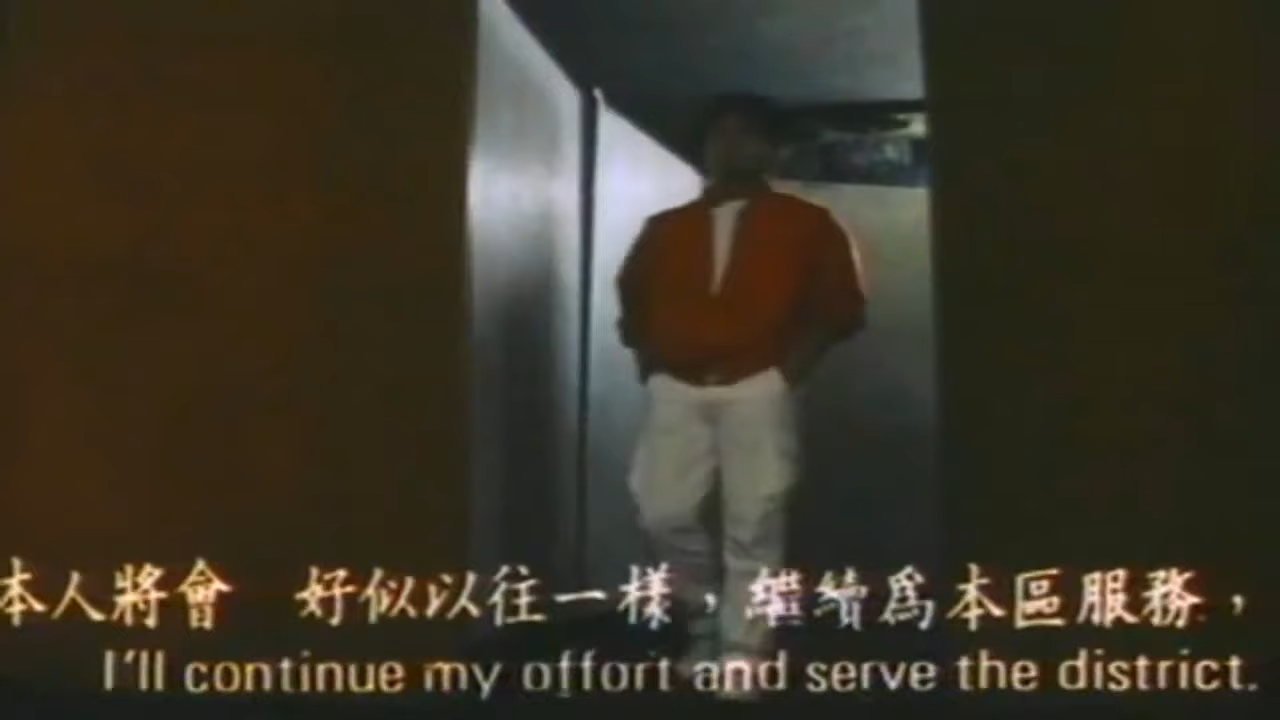 本人將會 好似以往一樣，繼續爲本區服務，
I'll continue my offort and serve the district.